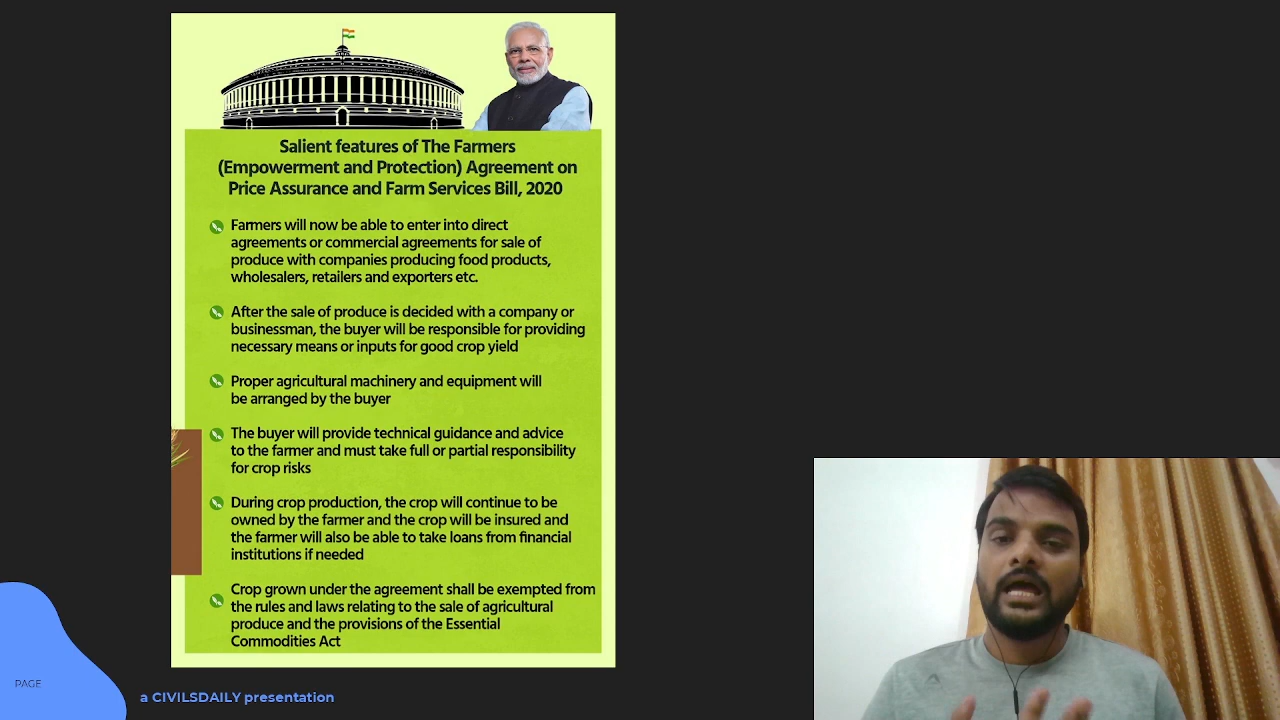 Salient features of The Farmers
(Empowerment and Protection) Agreement on
Price Assurance and Farm Services Bill, 2020
Farmers will now be able to enter into direct
agreements or commercial agreements for sale of
produce with companies producing food products,
wholesalers, retailers and exporters etc.
After the sale of produce is decided with a company or
businessman, the buyer will be responsible for providing
necessary means or inputs for good crop yield
Proper agricultural machinery and equipment will
be arranged by the buyer
The buyer will provide technical guidance and advice
to the farmer and must take full or partial responsibility
for crop risks
During crop production, the crop will continue to be
owned by the farmer and the crop will be insured and
the farmer will also be able to take loans from financial
institutions if needed
Crop grown under the agreement shall be exempted from
the rules and laws relating to the sale of agricultural
produce and the provisions of the Essential
Commodities Act
PAGE
a CIVILSDAILY presentation